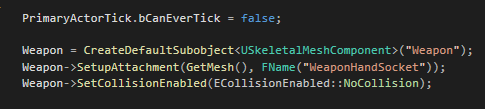 PrimaryActorTick.bCanEverTick = false;
Weapon = CreateDefaultSubobject<USkeletalMeshComponent>("Weapon");
Weapon->SetupAttachment(GetMesh(), FName("WeaponHandSocket"));
Weapon->SetCollisionEnabled(ECollisionEnabled::NoCollision);